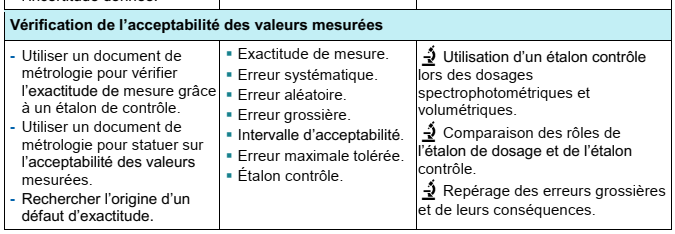 Vérification de l'acceptabilité des valeurs mesurées
- Utiliser un document de
métrologie pour vérifier
l'exactitude de mesure grâce
à un étalon de contrôle.
- Utiliser un document de
métrologie pour statuer sur
l'acceptabilité des valeurs
mesurées.
- Rechercher l'origine d'un
défaut d'exactitude.
▪ Exactitude de mesure.
▪ Erreur systématique.
▪ Erreur aléatoire.
▪ Erreur grossière.
▪ Intervalle d'acceptabilité.
▪ Erreur maximale tolérée.
▪ Étalon contrôle.
Utilisation d'un étalon contrôle
lors des dosages
spectrophotométriques et
volumétriques.
Comparaison des rôles de
l'étalon de dosage et de l'étalon
contrôle.
Repérage des erreurs grossières
et de leurs conséquences.